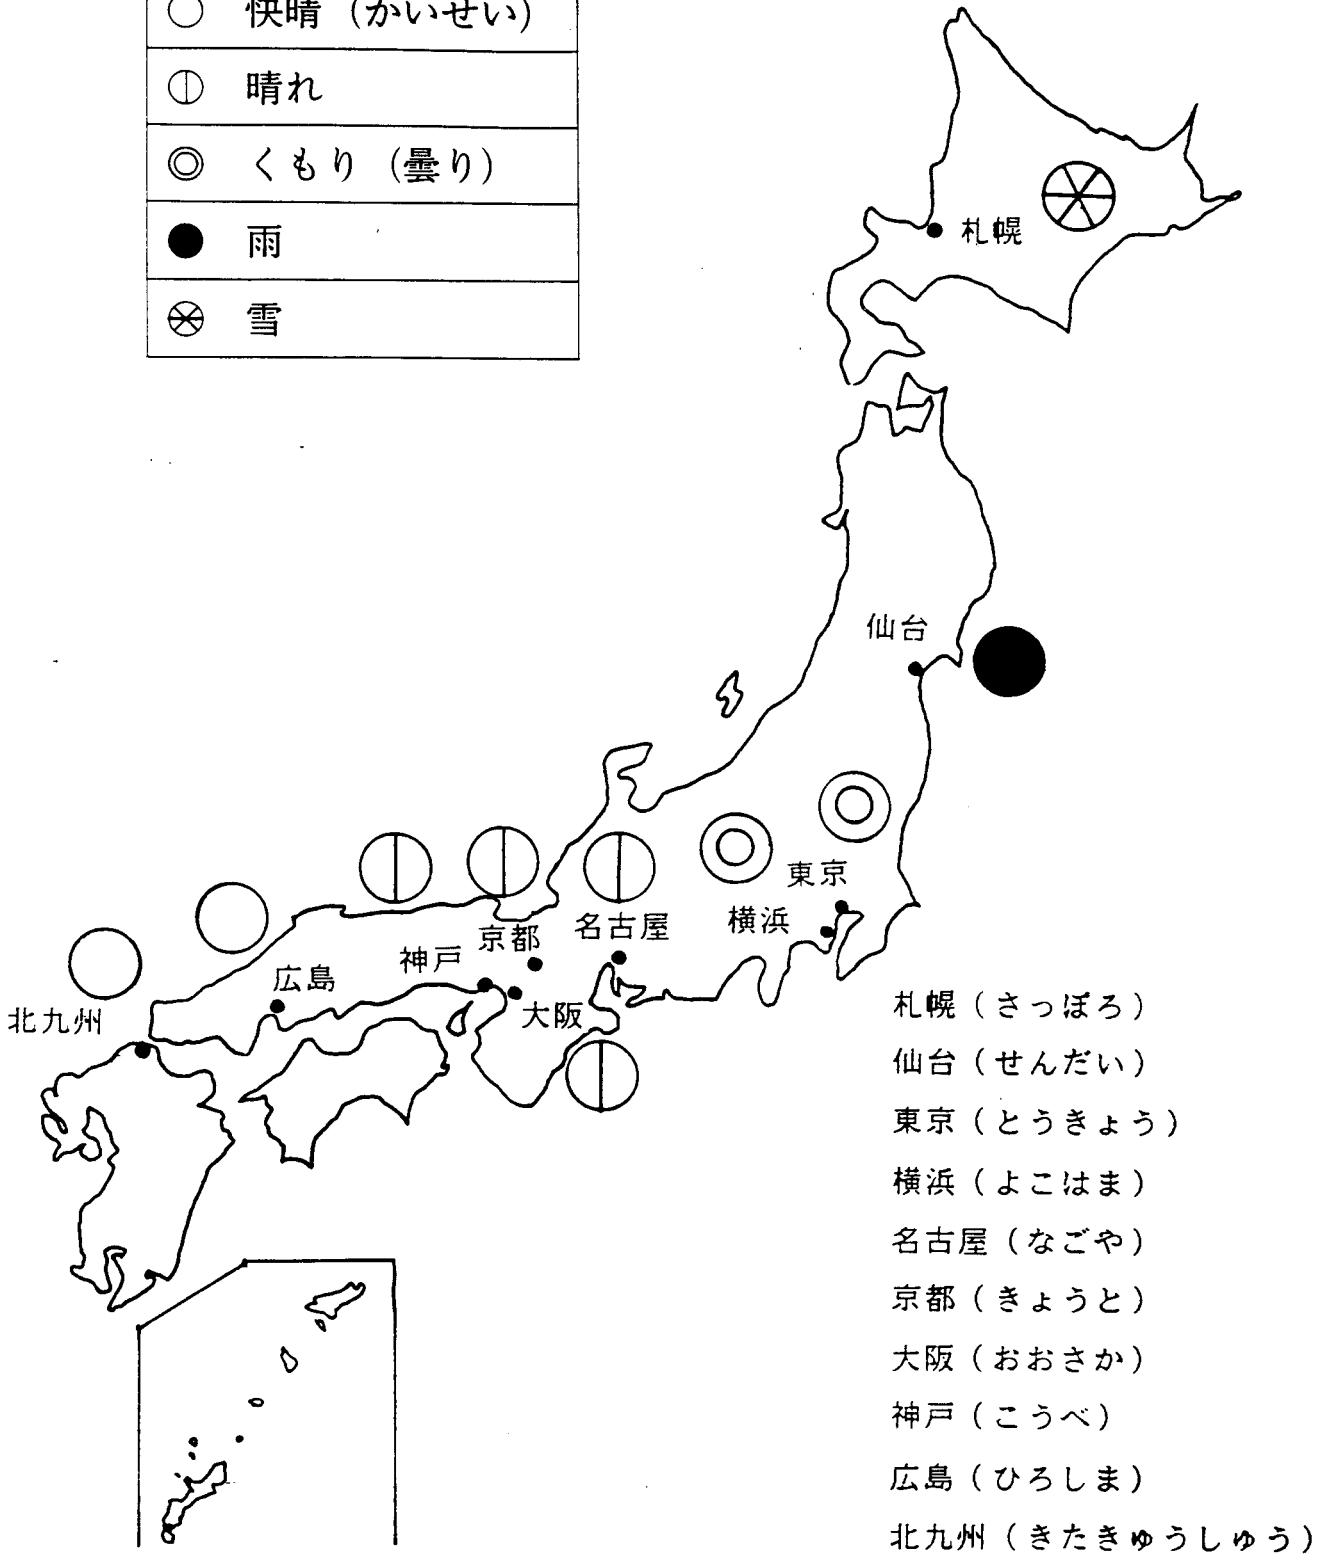 快晴 (かいせい)
晴れ
くもり (曇り)
雨
雪
札幌
仙台
東京
横浜
名古屋
京都
神戸
大阪
広島
北九州
札幌 (さっぽろ)
仙台 (せんだい)
東京 (とうきょう)
横浜 (よこはま)
名古屋 (なごや)
京都 (きょうと)
大阪 (おおさか)
神戸 (こうべ)
広島 (ひろしま)
北九州 (きたきゅうしゅう)